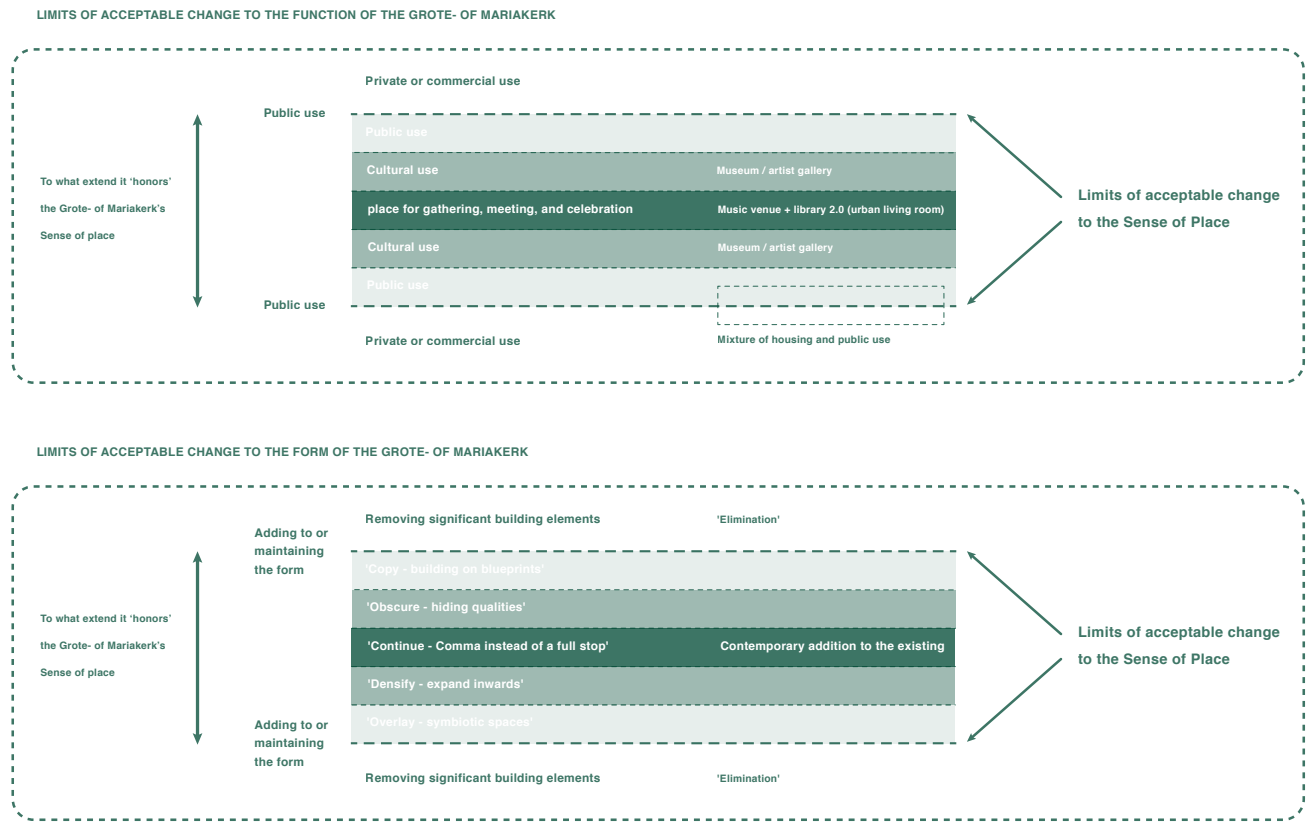 LIMITS OF ACCEPTABLE CHANGE TO THE FUNCTION OF THE GROTE- OF MARIAKERK
Private or commercial use
Public use
Public use
Cultural use
Museum / artist gallery
To what extend it ‘honors’
the Grote- of Mariakerk's
Sense of place
place for gathering, meeting, and celebration
Music venue + library 2.0 (urban living room)
Limits of acceptable change
to the Sense of Place
Cultural use
Museum / artist gallery
Public use
Public use
Private or commercial use
Mixture of housing and public use
LIMITS OF ACCEPTABLE CHANGE TO THE FORM OF THE GROTE- OF MARIAKERK
Removing significant building elements
'Elimination'
Adding to or
maintaining
the form
'Copy - building on blueprints'
'Obscure - hiding qualities'
To what extend it ‘honors’
the Grote- of Mariakerk's
Sense of place
'Continue - Comma instead of a full stop'
Contemporary addition to the existing
Limits of acceptable change
to the Sense of Place
'Densify - expand inwards'
'Overlay - symbiotic spaces'
Adding to or
maintaining
the form
Removing significant building elements
'Elimination'